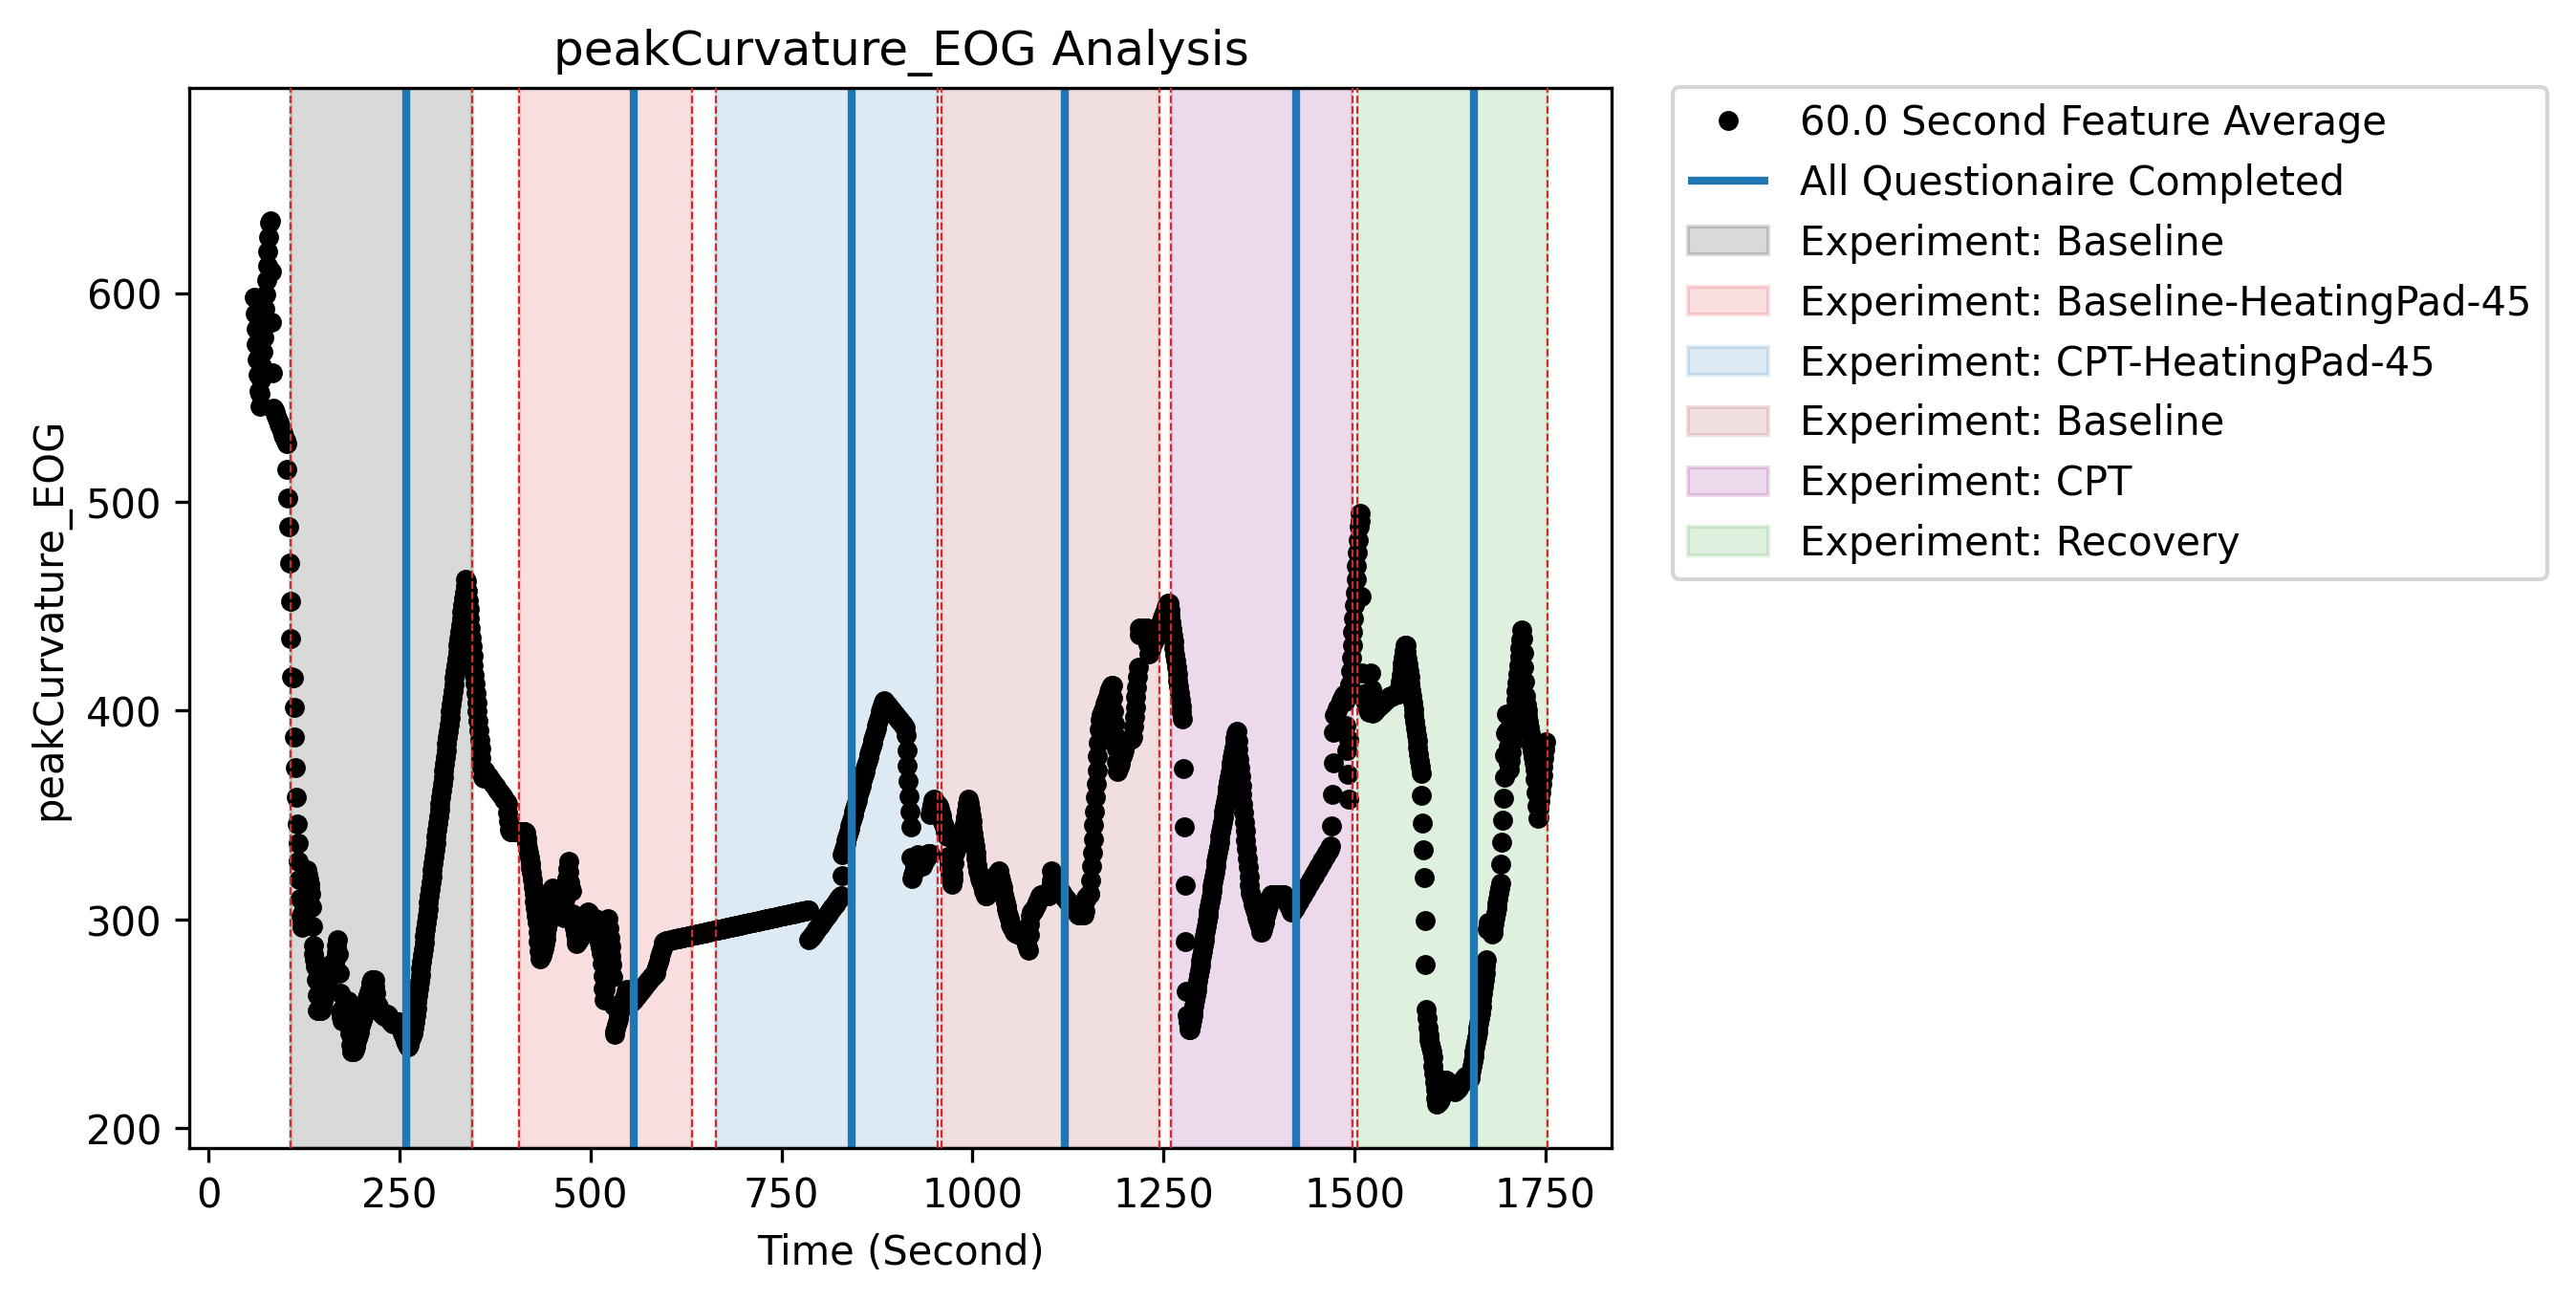 peakCurvature_EOG Analysis
peakCurvature_EOG
600
500
400
300
200
0 250 500 750 1000 1250 1500 1750
Time (Second)
60.0 Second Feature Average
All Questionaire Completed
Experiment: Baseline
Experiment: Baseline-HeatingPad-45
Experiment: CPT-HeatingPad-45
Experiment: Baseline
Experiment: CPT
Experiment: Recovery